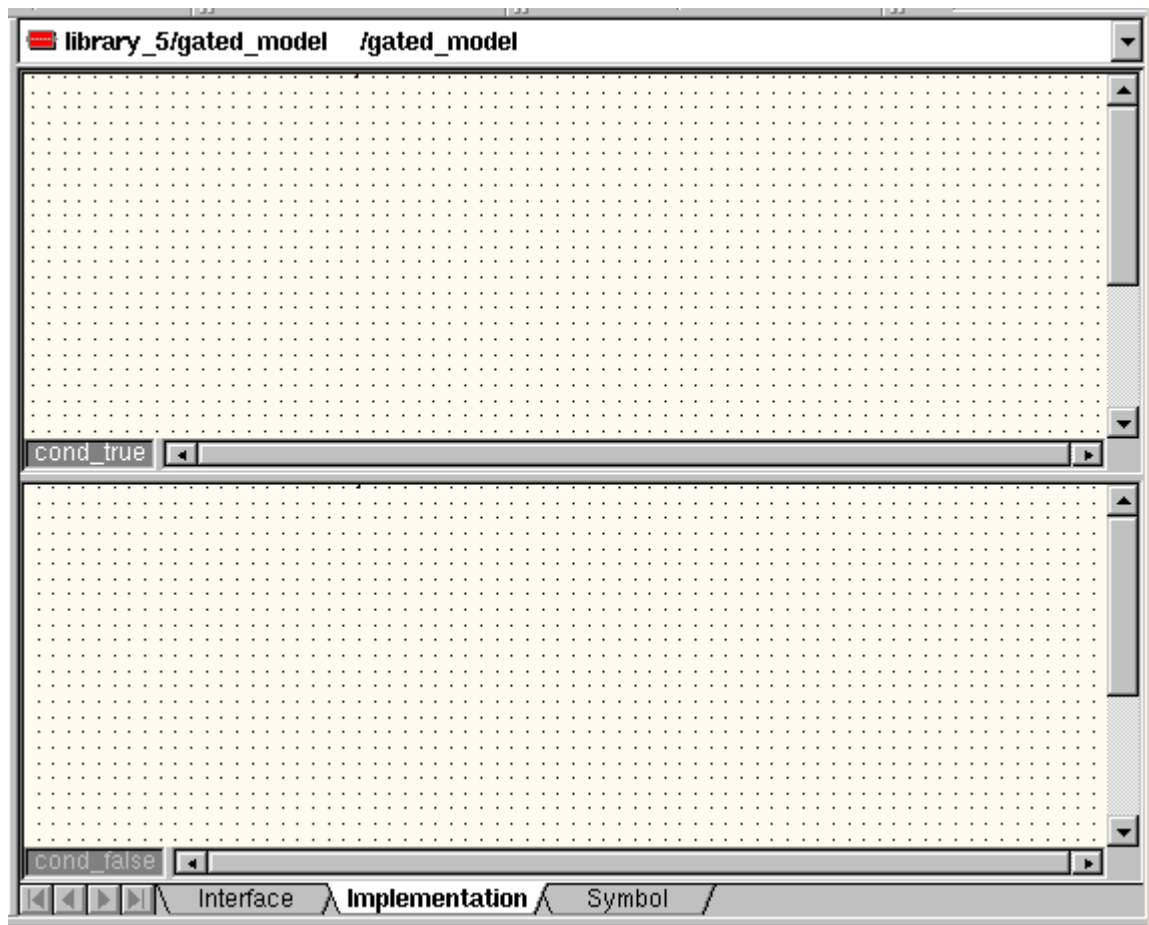 library_5/gated_model /gated_model
cond_true
cond_false
Interface Implementation Symbol